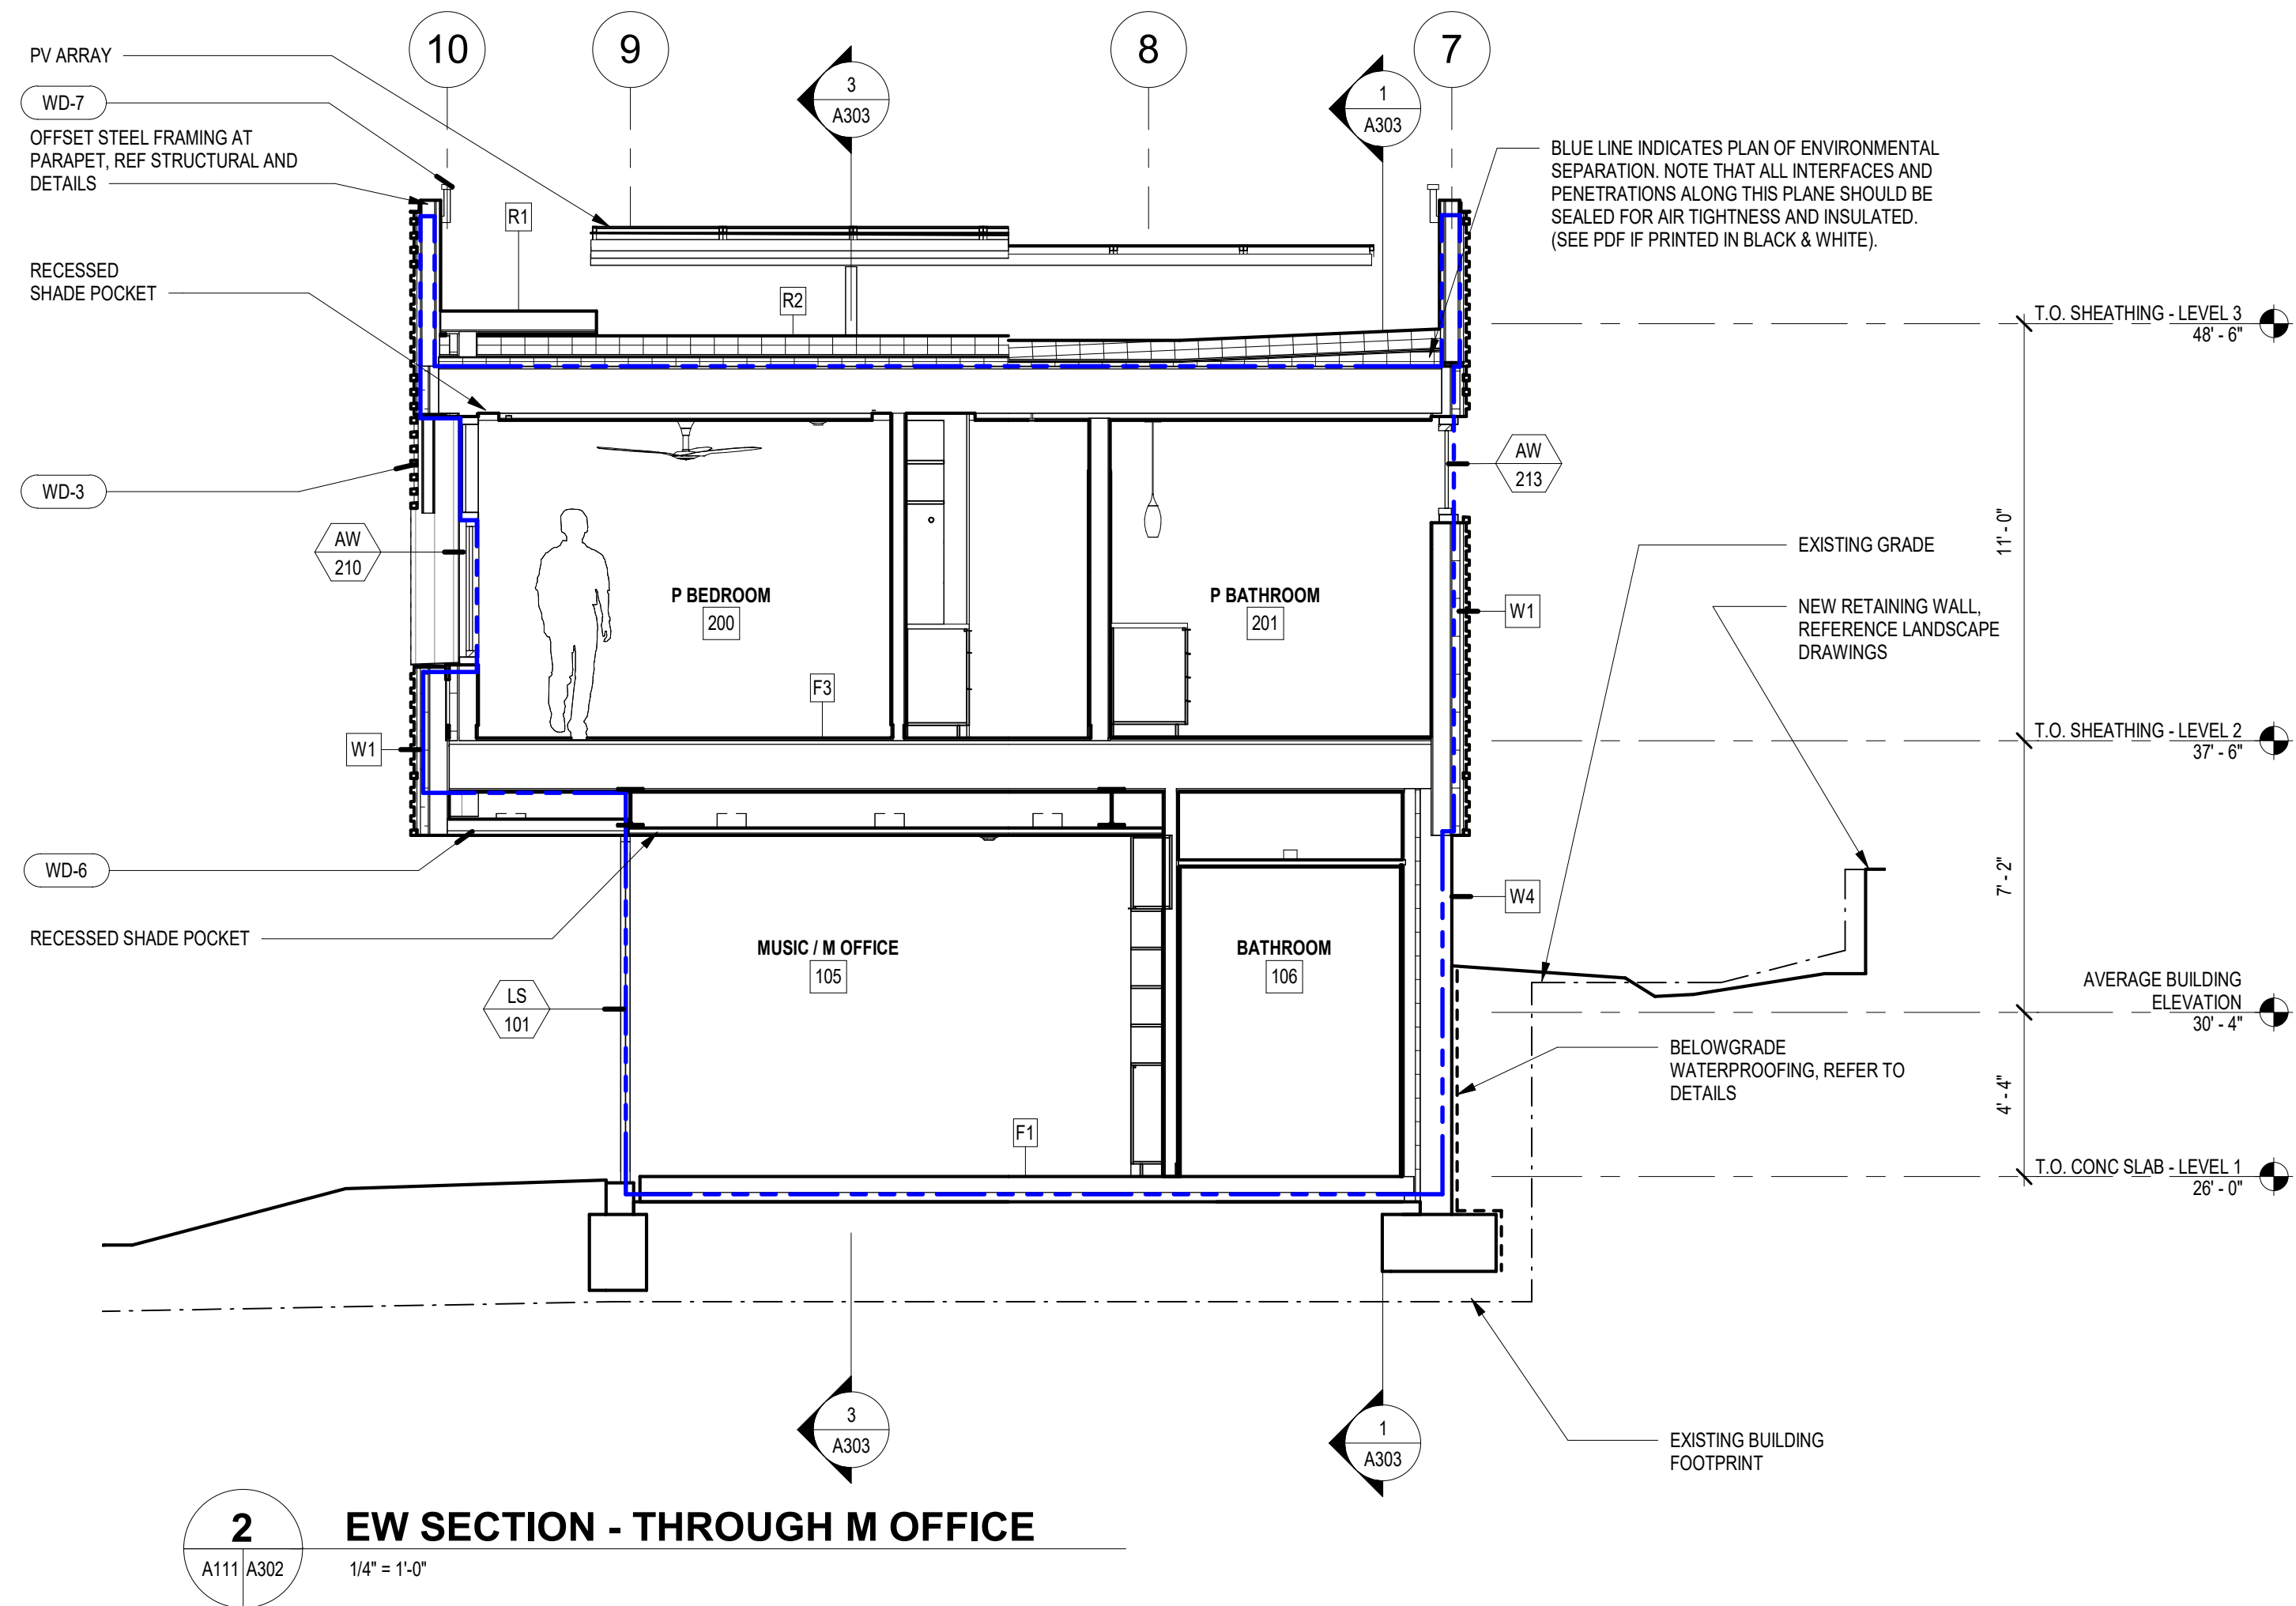 10
9
8
7
3
A303
1
A303
PV ARRAY
WD-7
OFFSET STEEL FRAMING AT
PARAPET, REF STRUCTURAL AND
DETAILS
RECESSED
SHADE POCKET
R1
R2
BLUE LINE INDICATES PLAN OF ENVIRONMENTAL
SEPARATION. NOTE THAT ALL INTERFACES AND
PENETRATIONS ALONG THIS PLANE SHOULD BE
SEALED FOR AIR TIGHTNESS AND INSULATED.
(SEE PDF IF PRINTED IN BLACK & WHITE).
T.O. SHEATHING - LEVEL 3
48' - 6"
WD-3
AW
210
AW
213
P BEDROOM
200
P BATHROOM
201
F3
W1
W1
11' - 0"
EXISTING GRADE
NEW RETAINING WALL,
REFERENCE LANDSCAPE
DRAWINGS
T.O. SHEATHING - LEVEL 2
37' - 6"
WD-6
RECESSED SHADE POCKET
MUSIC / M OFFICE
105
BATHROOM
106
W4
7' - 2"
LS
101
AVERAGE BUILDING
ELEVATION
30' - 4"
BELOWGRADE
WATERPROOFING, REFER TO
DETAILS
4' - 4"
F1
T.O. CONC SLAB - LEVEL 1
26' - 0"
3
A303
1
A303
EXISTING BUILDING
FOOTPRINT
2
A111 A302
EW SECTION - THROUGH M OFFICE
1/4" = 1'-0"